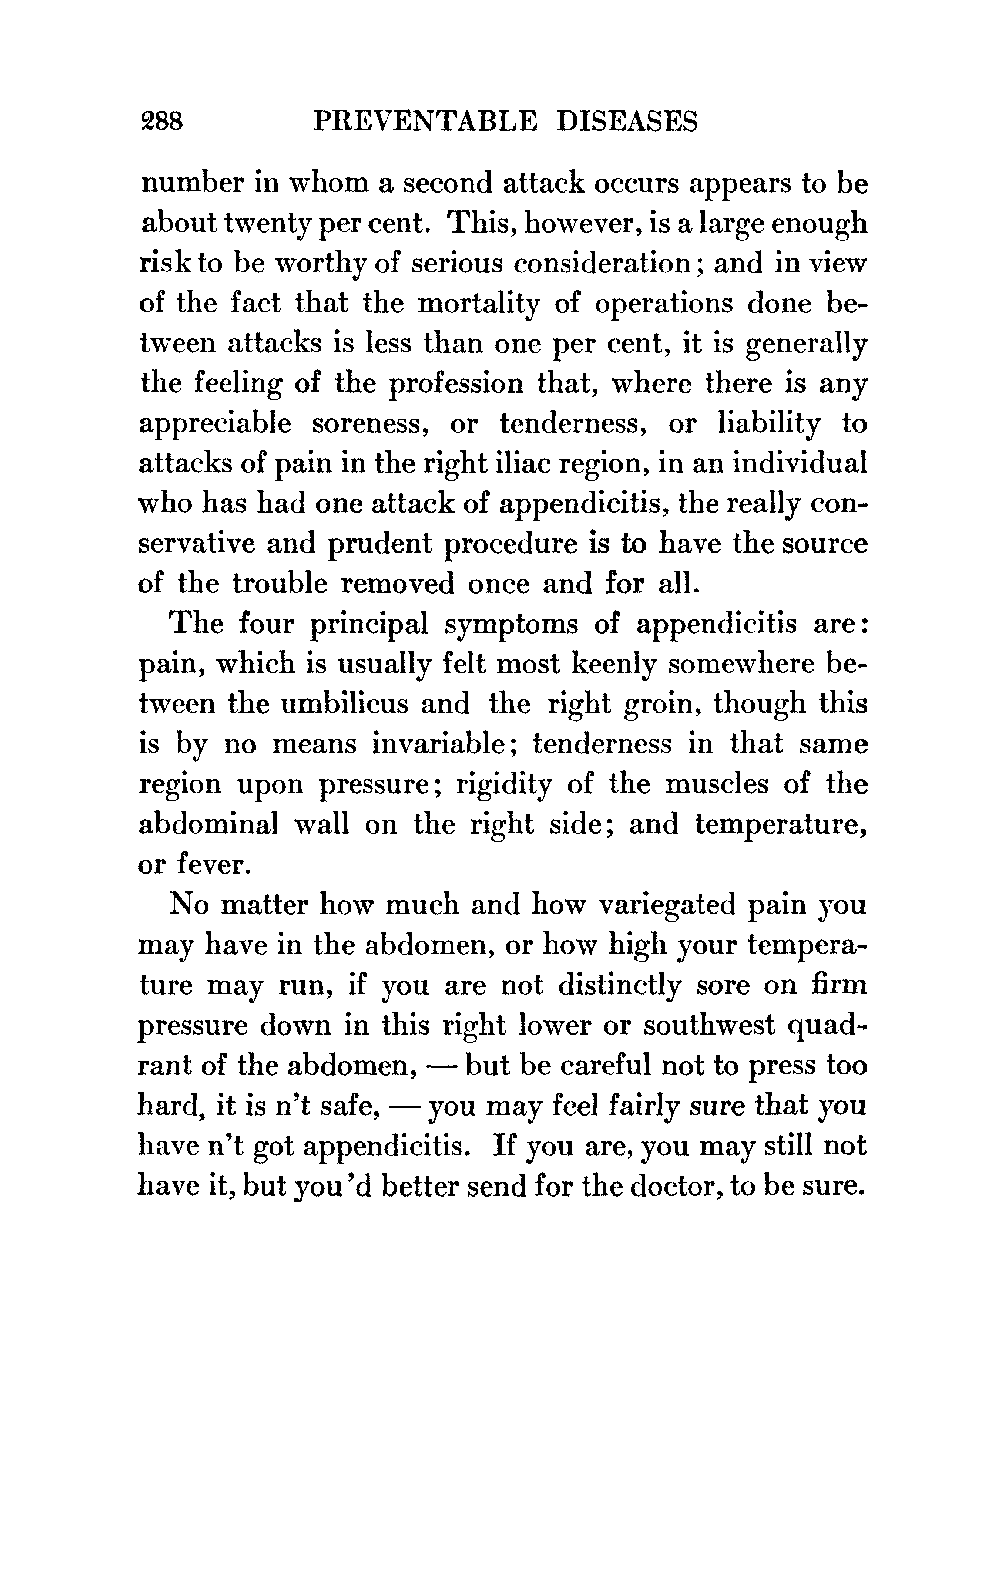 288 PREVENTABLE DISEASES
number in whom a second attack occurs appears to be
about twenty per cent. This, however, is a large enough
risk to be worthy of serious consideration; and in view
of the fact that the mortality of operations done be-
tween attacks is less than one per cent, it is generally
the feeling of the profession that, where there is any
appreciable soreness, or tenderness, or liability to
attacks of pain in the right iliac region, in an individual
who has had one attack of appendicitis, the really con-
servative and prudent procedure is to have the source
of the trouble removed once and for all.
The four principal symptoms of appendicitis are:
pain, which is usually felt most keenly somewhere be-
tween the umbilicus and the right groin, though this
is by no means invariable; tenderness in that same
region upon pressure; rigidity of the muscles of the
abdominal wall on the right side; and temperature,
or fever.
No matter how much and how variegated pain you
may have in the abdomen, or how high your tempera-
ture may run, if you are not distinctly sore on firm
pressure down in this right lower or southwest quad-
rant of the abdomen, — but be careful not to press too
hard, it is n't safe, — you may feel fairly sure that you
have n't got appendicitis. If you are, you may still not
have it, but you 'd better send for the doctor, to be sure.